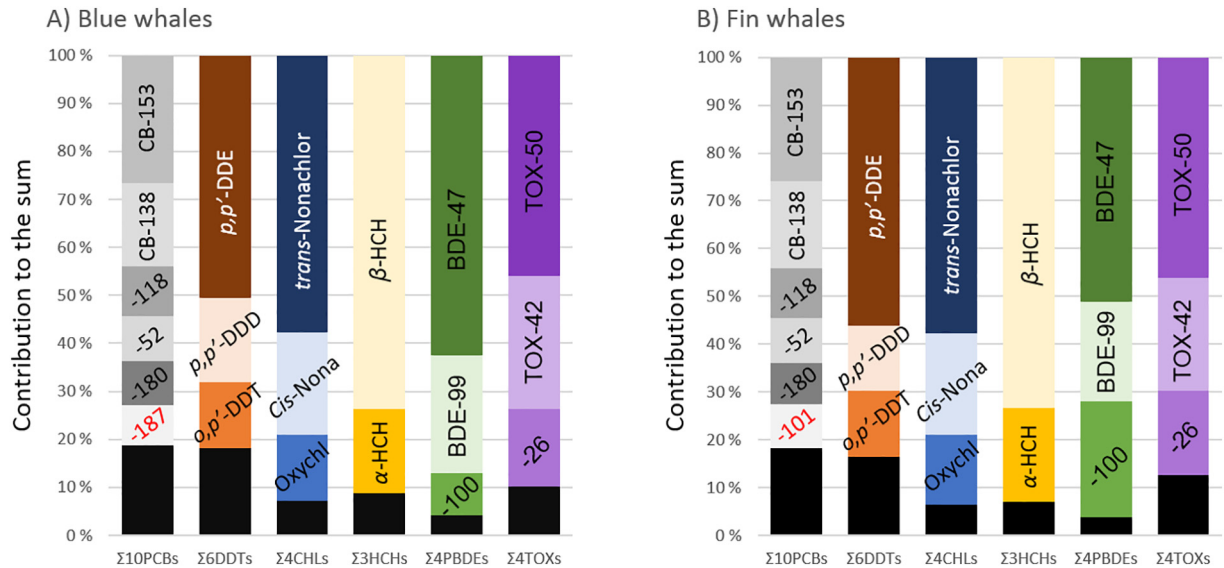 A) Blue whales
Contribution to the sum
100 %
90 %
80 %
70 %
60 %
50 %
40 %
30 %
20 %
10 %
0 %
CB-153
CB-138
-118
-52
-180
-187
p,p′-DDE
p,p′-DDD
o,p′-DDT
trans-Nonachlor
Cis-Nona
Oxychl
β-HCH
α-HCH
BDE-47
BDE-99
-100
TOX-50
TOX-42
-26
Σ10PCBs Σ6DDTs Σ4CHLs Σ3HCHs Σ4PBDEs Σ4TOXs
B) Fin whales
Contribution to the sum
100 %
90 %
80 %
70 %
60 %
50 %
40 %
30 %
20 %
10 %
0 %
CB-153
CB-138
-118
-52
-180
-101
p,p′-DDE
p,p′-DDD
o,p′-DDT
trans-Nonachlor
Cis-Nona
Oxychl
β-HCH
α-HCH
BDE-47
BDE-99
-100
TOX-50
TOX-42
-26
Σ10PCBs Σ6DDTs Σ4CHLs Σ3HCHs Σ4PBDEs Σ4TOXs